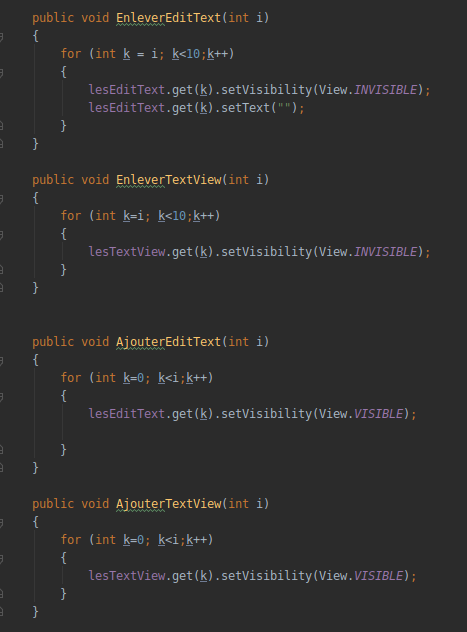 public void EnleverEditText(int i)
{
for (int k = i; k<10;k++)
{
lesEditText.get(k).setVisibility(View.INVISIBLE);
lesEditText.get(k).setText("");
}
}
public void EnleverTextView(int i)
{
for (int k=i; k<10;k++)
{
lesTextView.get(k).setVisibility(View.INVISIBLE);
}
}
public void AjouterEditText(int i)
{
for (int k=0; k<i;k++)
{
lesEditText.get(k).setVisibility(View.VISIBLE);
}
}
public void AjouterTextView(int i)
{
for (int k=0; k<i;k++)
{
lesTextView.get(k).setVisibility(View.VISIBLE);
}
}